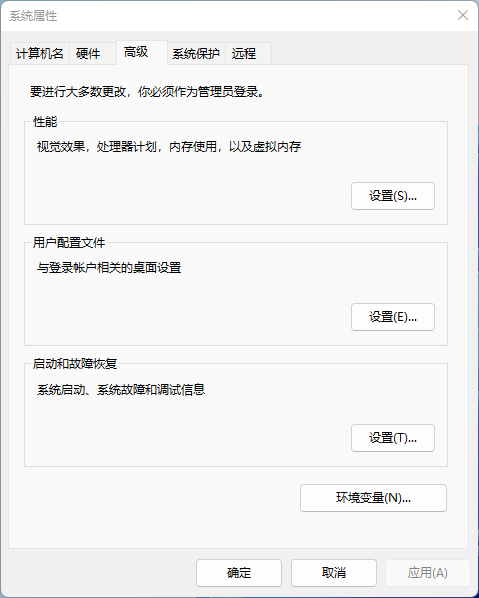 系统属性
计算机名 硬件 高级 系统保护 远程
要进行大多数更改，你必须作为管理员登录。
性能
视觉效果，处理器计划，内存使用，以及虚拟内存
设置(S)...
用户配置文件
与登录帐户相关的桌面设置
设置(E)...
启动和故障恢复
系统启动、系统故障和调试信息
设置(T)...
环境变量(N)...
确定 取消 应用(A)